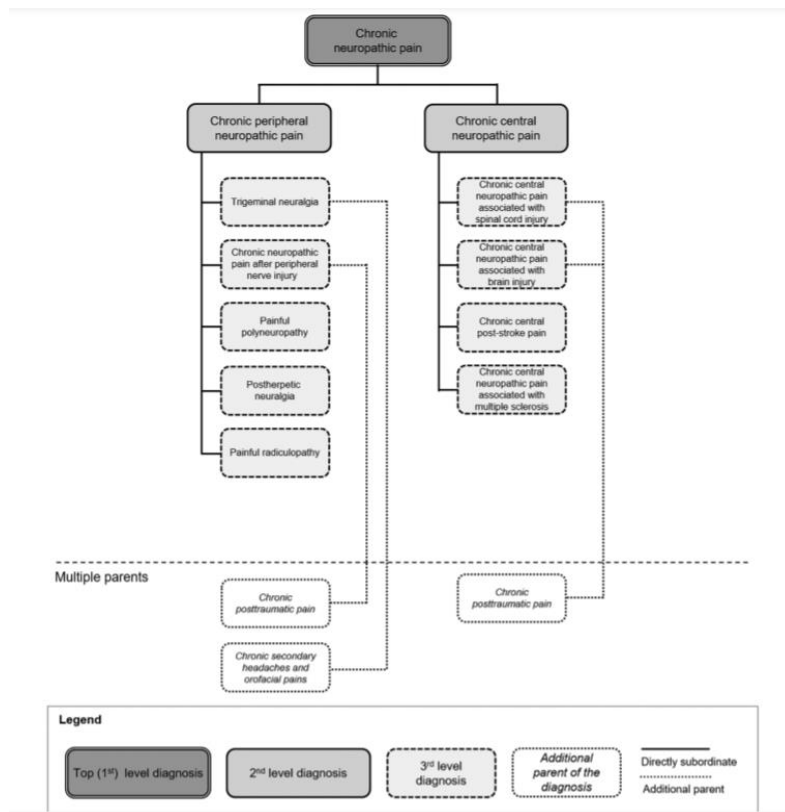 Chronic
neuropathic pain
Chronic peripheral
neuropathic pain
Chronic central
neuropathic pain
Trigeminal neuralgia
Chronic neuropathic
pain after peripheral
nerve injury
Painful
polyneuropathy
Postherpetic
neuralgia
Painful radiculopathy
Chronic central
neuropathic pain
associated with
spinal cord injury
Chronic central
neuropathic pain
associated with
brain injury
Chronic central
post-stroke pain
Chronic central
neuropathic pain
associated with
multiple sclerosis
Multiple parents
Chronic
posttraumatic pain
Chronic secondary
headaches and
orofacial pains
Chronic
posttraumatic pain
Legend
Top (1st) level diagnosis
2nd level diagnosis
3rd level
diagnosis
Additional
parent of the
diagnosis
Directly subordinate
Additional parent